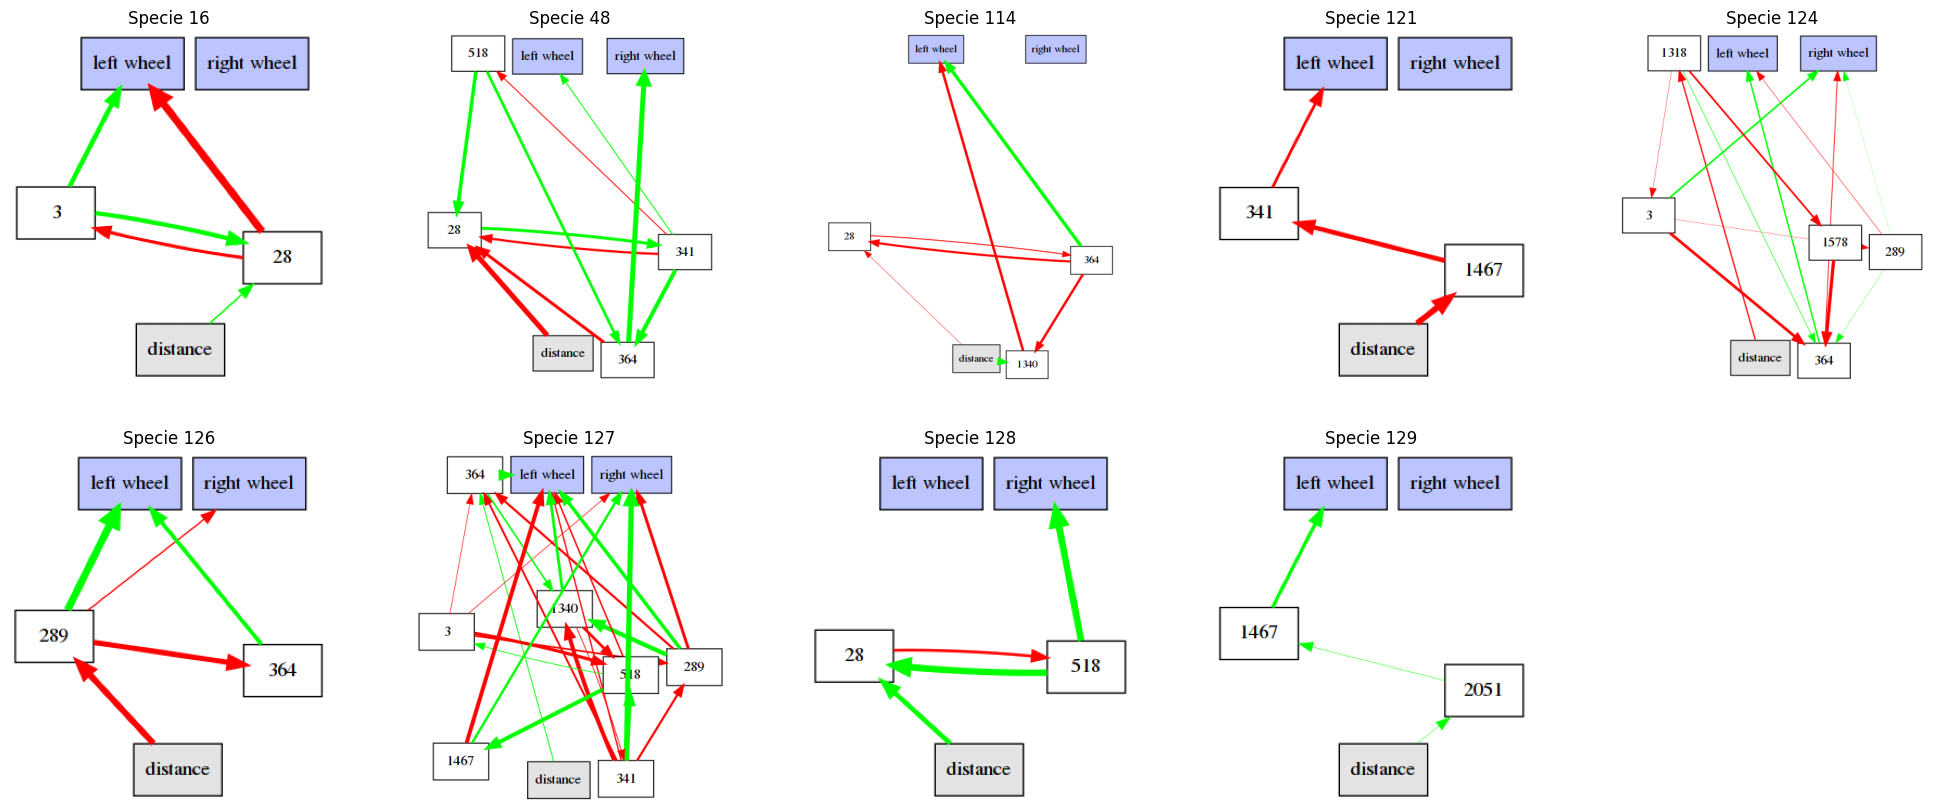 Specie 16
left wheel
right wheel
3
28
distance
Specie 48
518
left wheel
right wheel
28
341
distance
364
Specie 114
left wheel
right wheel
28
364
distance
1340
Specie 121
left wheel
right wheel
341
1467
distance
Specie 124
1318
left wheel
right wheel
3
1578
289
distance
364
Specie 126
left wheel
right wheel
289
364
distance
Specie 127
364
left wheel
right wheel
1340
3
518
289
1467
distance
341
Specie 128
left wheel
right wheel
28
518
distance
Specie 129
left wheel
right wheel
1467
2051
distance